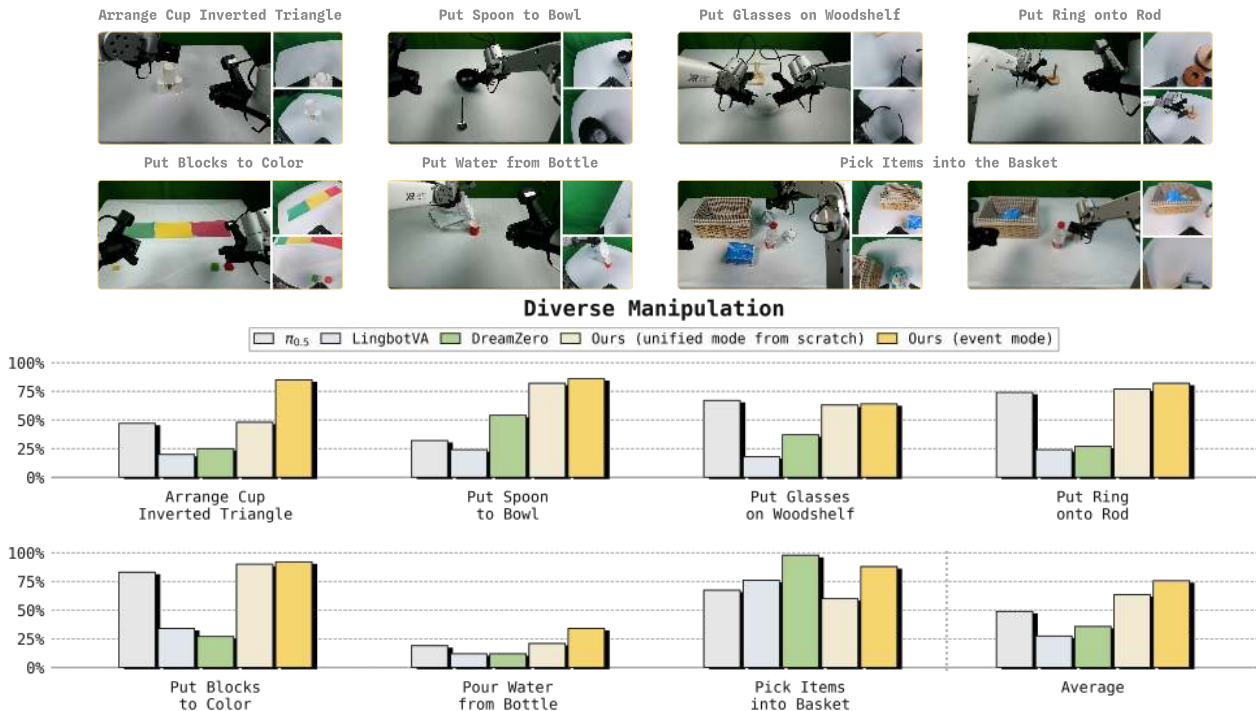 Arrange Cup Inverted Triangle
Put Spoon to Bowl
Put Glasses on Woodshelf
Put Ring onto Rod
Put Blocks to Color
Put Water from Bottle
Pick Items into the Basket
Diverse Manipulation
π0.5 LingbotVA DreamZero Ours (unified mode from scratch) Ours (event mode)
100%
75%
50%
25%
0%
Arrange Cup
Inverted Triangle
Put Spoon
to Bowl
Put Glasses
on Woodshelf
Put Ring
onto Rod
100%
75%
50%
25%
0%
Put Blocks
to Color
Pour Water
from Bottle
Pick Items
into Basket
Average